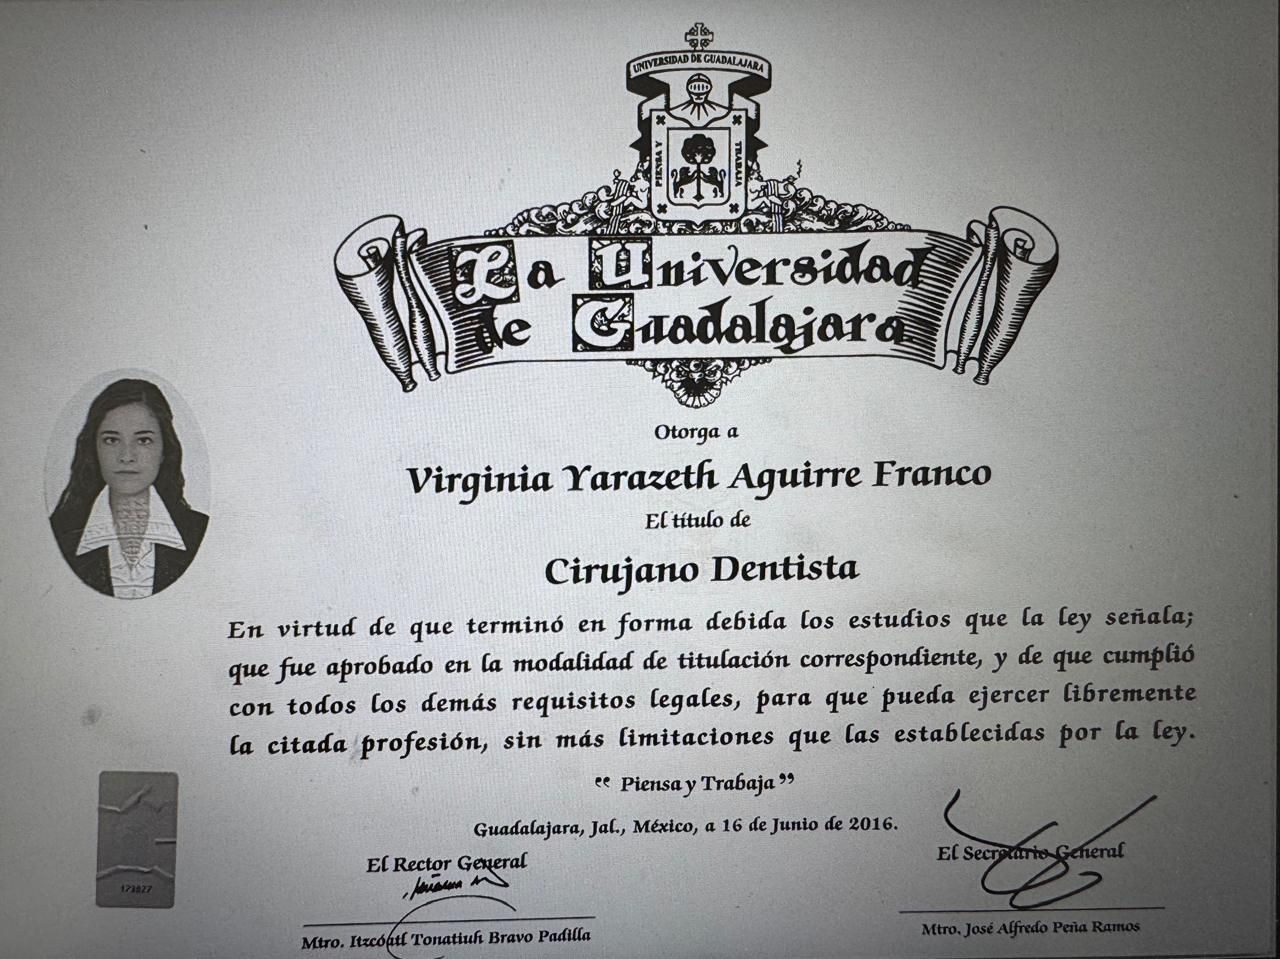 UNIVERSIDAD DE GUADALAJARA
PIENSA Y
TRABAJA
La Universidad
de Guadalajara
Otorga a
Virginia Yarazeth Aguirre Franco
El título de
Cirujano Dentista
En virtud de que terminó en forma debida los estudios que la ley señala;
que fue aprobado en la modalidad de titulación correspondiente, y de que cumplió
con todos los demás requisitos legales, para que pueda ejercer libremente
la citada profesión, sin más limitaciones que las establecidas por la ley.
“ Piensa y Trabaja ”
Guadalajara, Jal., México, a 16 de Junio de 2016.
El Rector General
El Secretario General
Mtro. Itzcóatl Tonatiuh Bravo Padilla
Mtro. José Alfredo Peña Ramos